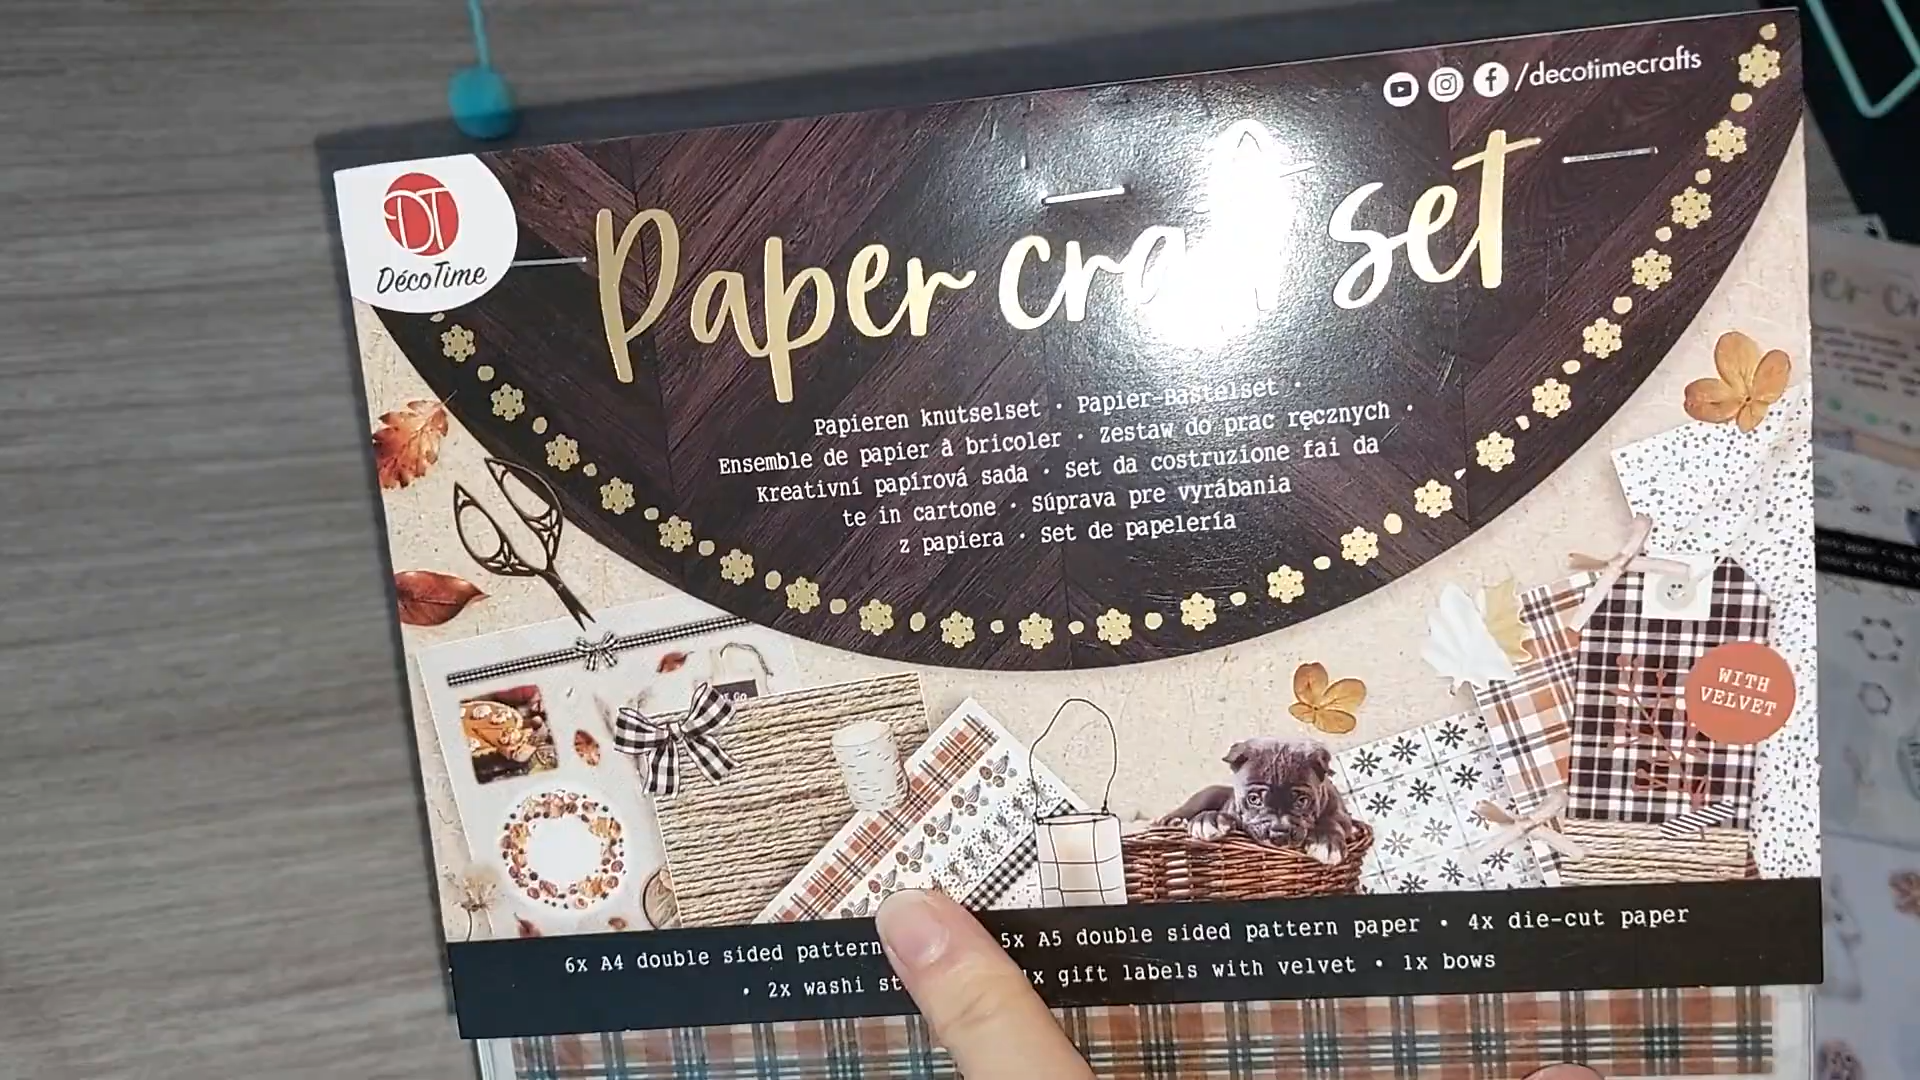 /decotimecrafts
DT
DécoTime
Paper craft set
Papieren knutselset · Papier-Bastelset ·
Ensemble de papier à bricoler · zestaw do prac ręcznych ·
Kreativní papírová sada · Set da costruzione fai da
te in cartone · Súprava pre vyrábania
z papiera · Set de papelería
WITH
VELVET
6x A4 double sided pattern 5x A5 double sided pattern paper · 4x die-cut paper
· 2x washi 1x gift labels with velvet · 1x bows